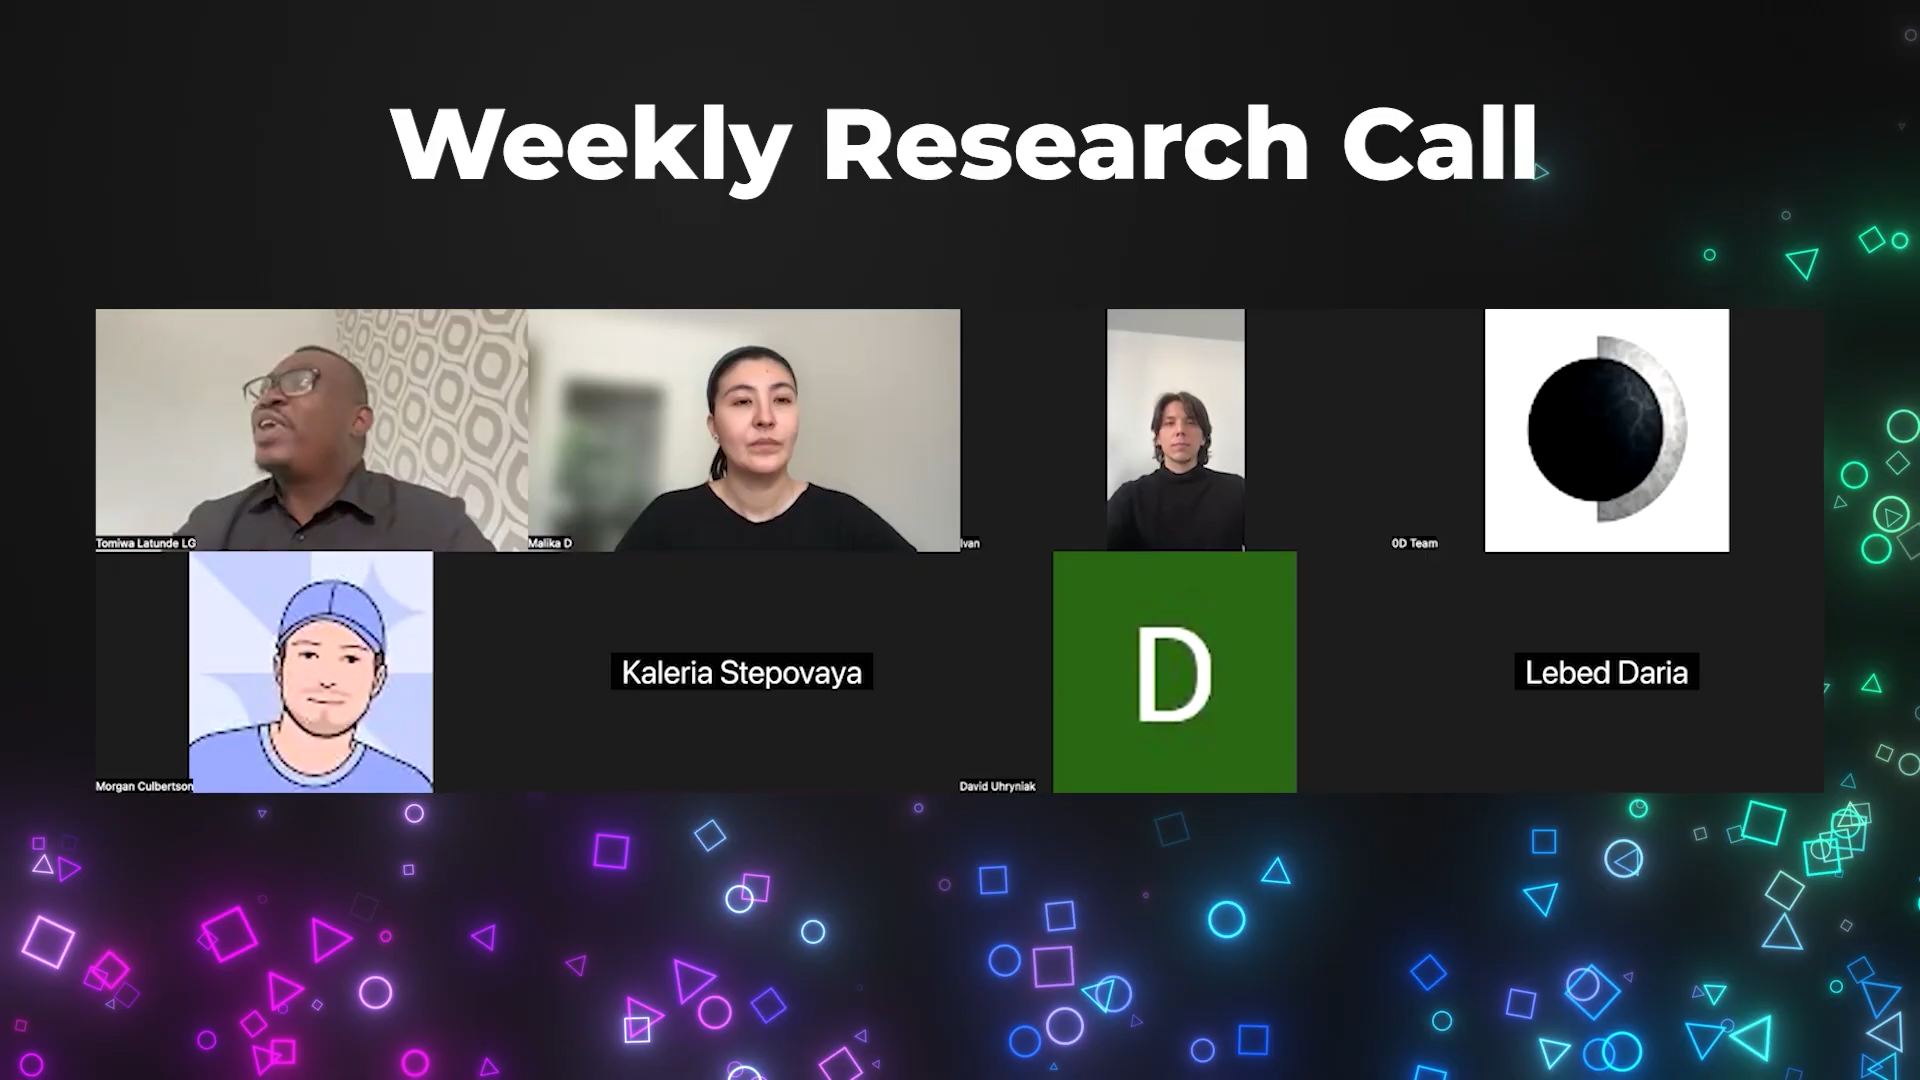 Weekly Research Call
Tomiwa Latunde LG
Malika D
Ivan
0D Team
Morgan Culbertson
Kaleria Stepovaya
D
David Uhryniak
Lebed Daria